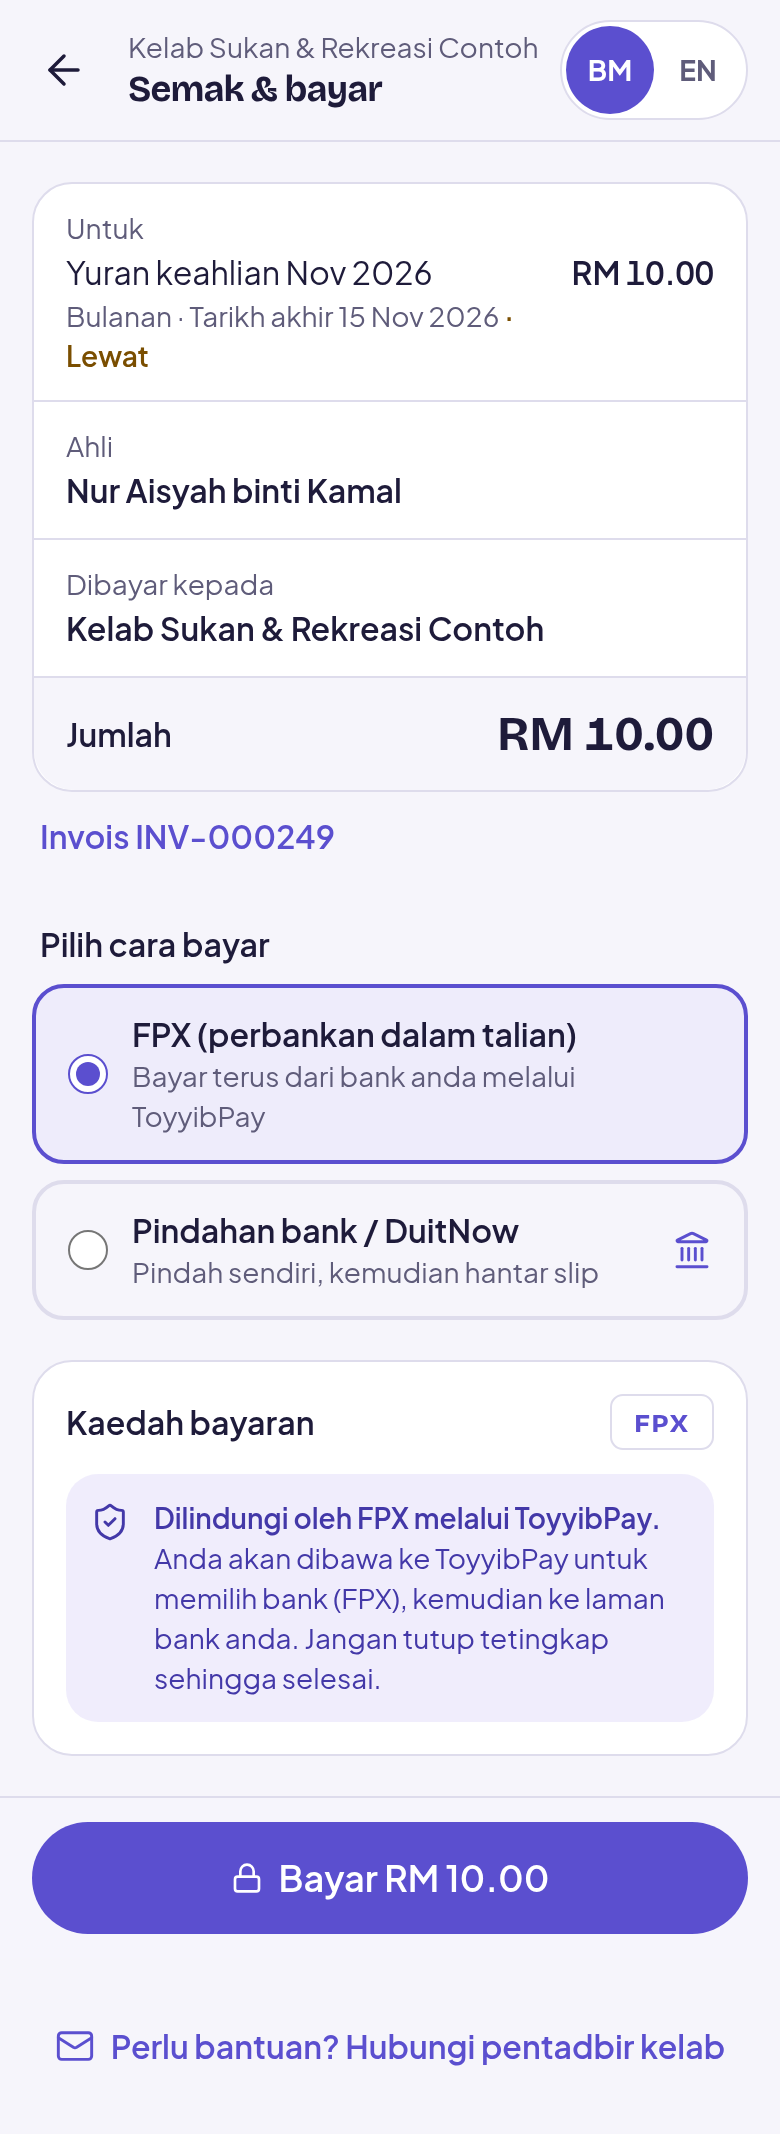 Kelab Sukan & Rekreasi Contoh
Semak & bayar
BM
EN
Untuk
Yuran keahlian Nov 2026
RM 10.00
Bulanan · Tarikh akhir 15 Nov 2026 ·
Lewat
Ahli
Nur Aisyah binti Kamal
Dibayar kepada
Kelab Sukan & Rekreasi Contoh
Jumlah
RM 10.00
Invois INV-000249
Pilih cara bayar
FPX (perbankan dalam talian)
Bayar terus dari bank anda melalui
ToyyibPay
Pindahan bank / DuitNow
Pindah sendiri, kemudian hantar slip
Kaedah bayaran
FPX
Dilindungi oleh FPX melalui ToyyibPay.
Anda akan dibawa ke ToyyibPay untuk
memilih bank (FPX), kemudian ke laman
bank anda. Jangan tutup tetingkap
sehingga selesai.
Bayar RM 10.00
Perlu bantuan? Hubungi pentadbir kelab